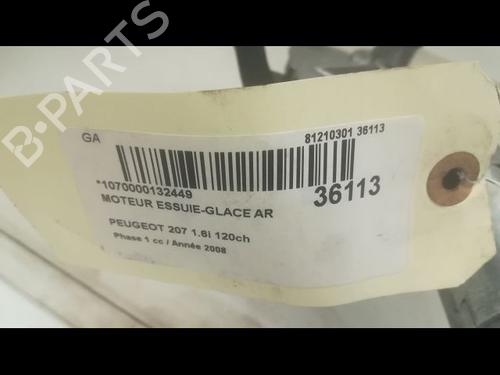 B-PARTS
GA
81210301 36113
*1070000132449
36113
MOTEUR ESSUIE-GLACE AR
PEUGEOT 207 1.6i 120ch
Phase 1 cc / Année 2008